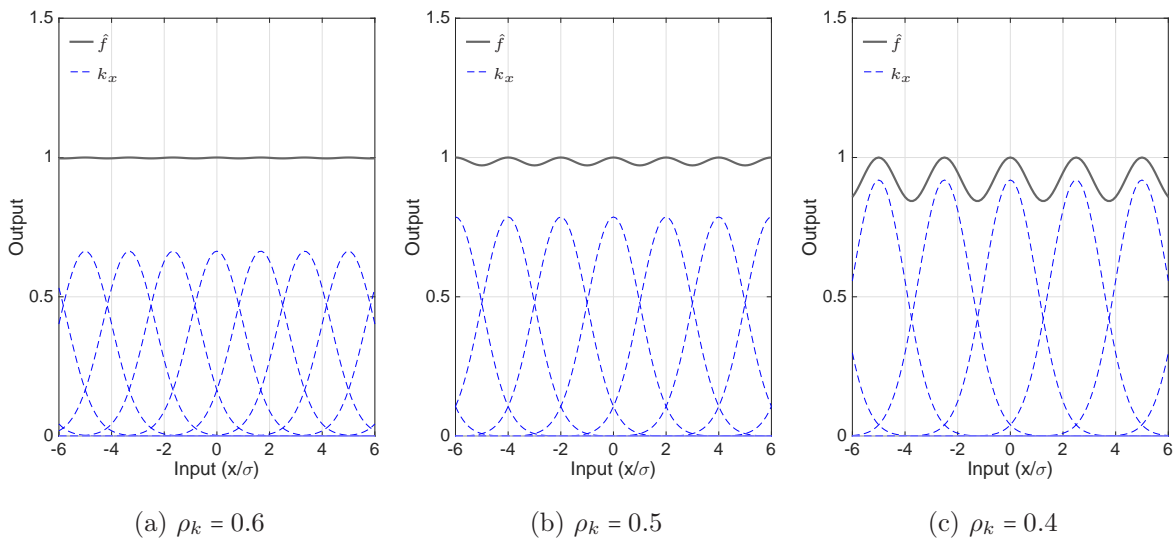 1.5
1
0.5
0
-6 -4 -2 0 2 4 6
Output
Input (x/σ)
f̂
k_x
(a) ρ_k = 0.6
1.5
1
0.5
0
-6 -4 -2 0 2 4 6
Output
Input (x/σ)
f̂
k_x
(b) ρ_k = 0.5
1.5
1
0.5
0
-6 -4 -2 0 2 4 6
Output
Input (x/σ)
f̂
k_x
(c) ρ_k = 0.4